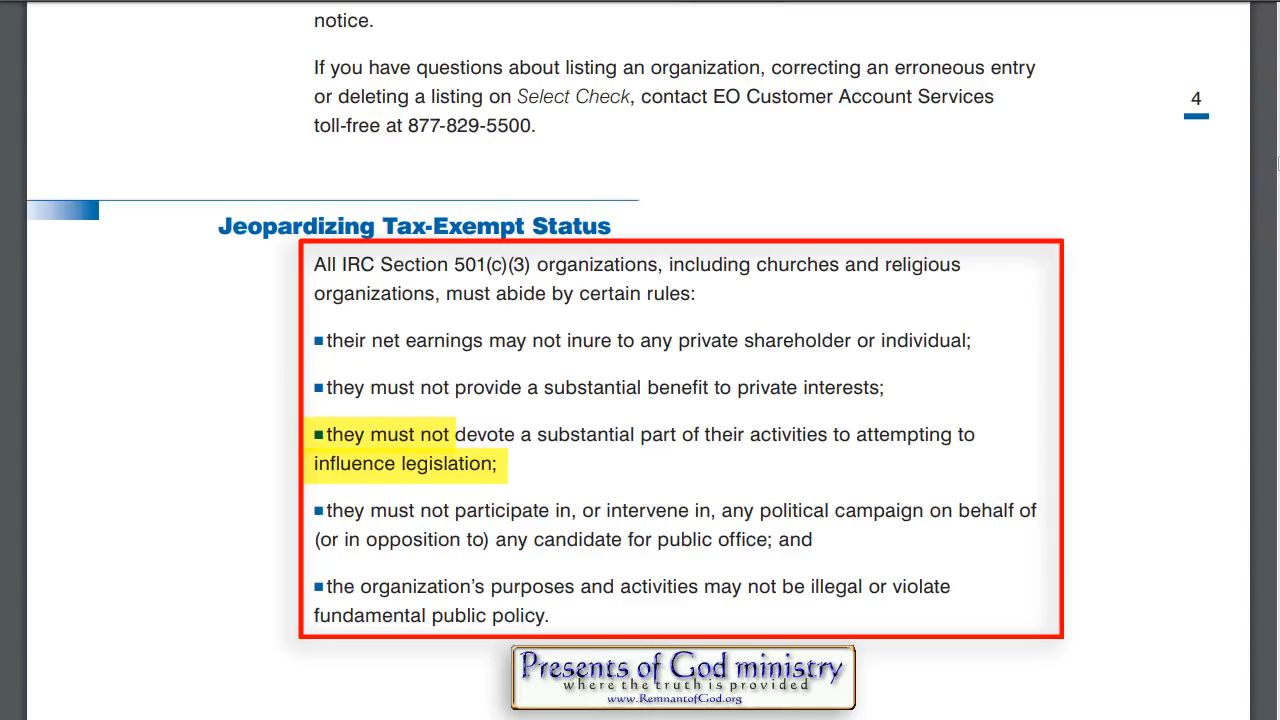 notice.
If you have questions about listing an organization, correcting an erroneous entry
or deleting a listing on Select Check, contact EO Customer Account Services
toll-free at 877-829-5500.
4
Jeopardizing Tax-Exempt Status
All IRC Section 501(c)(3) organizations, including churches and religious
organizations, must abide by certain rules:
■ their net earnings may not inure to any private shareholder or individual;
■ they must not provide a substantial benefit to private interests;
■ they must not devote a substantial part of their activities to attempting to
influence legislation;
■ they must not participate in, or intervene in, any political campaign on behalf of
(or in opposition to) any candidate for public office; and
■ the organization's purposes and activities may not be illegal or violate
fundamental public policy.
Presents of God ministry
where the truth is provided
www.RemnantofGod.org